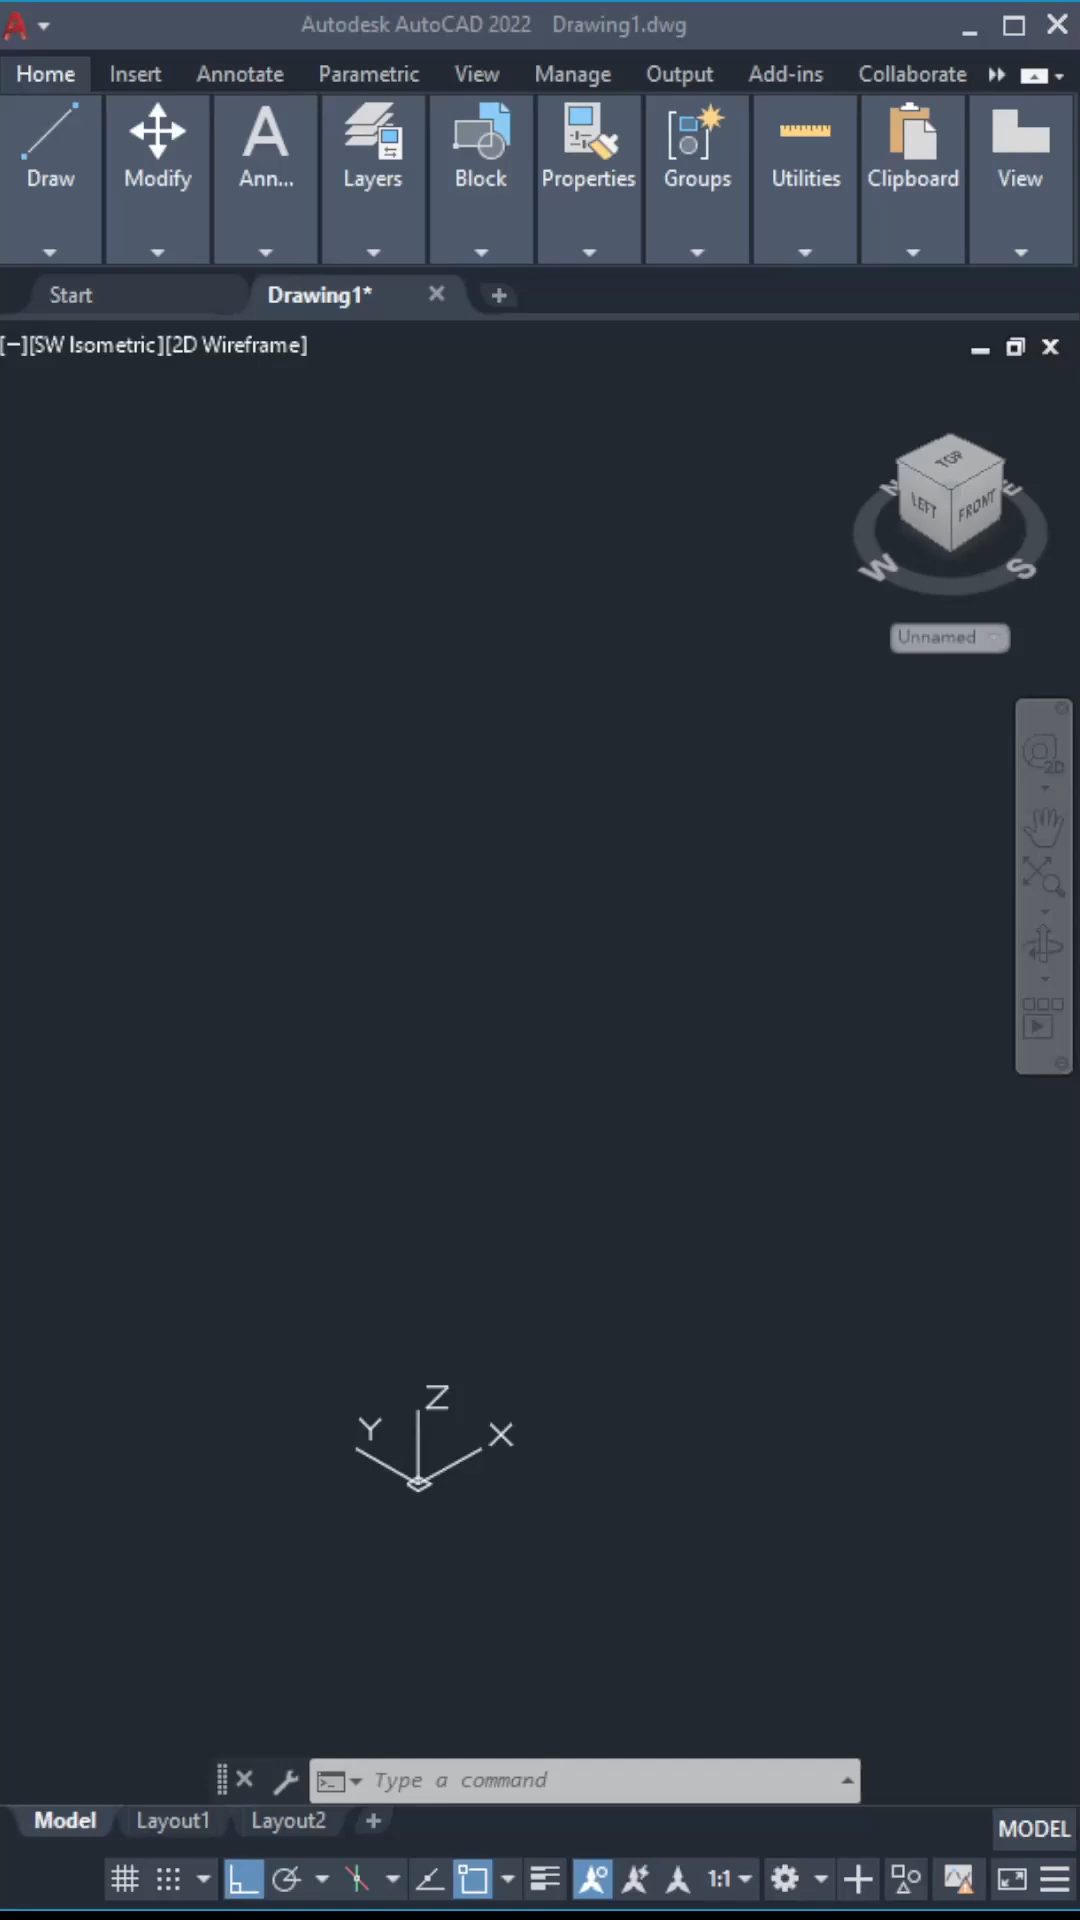 Autodesk AutoCAD 2022 Drawing1.dwg
Home Insert Annotate Parametric View Manage Output Add-ins Collaborate
Draw Modify Ann... Layers Block Properties Groups Utilities Clipboard View
Start Drawing1*
[−][SW Isometric][2D Wireframe]
TOP
N E
LEFT FRONT
W S
Unnamed
2D
Z
Y X
Type a command
Model Layout1 Layout2
MODEL
1:1